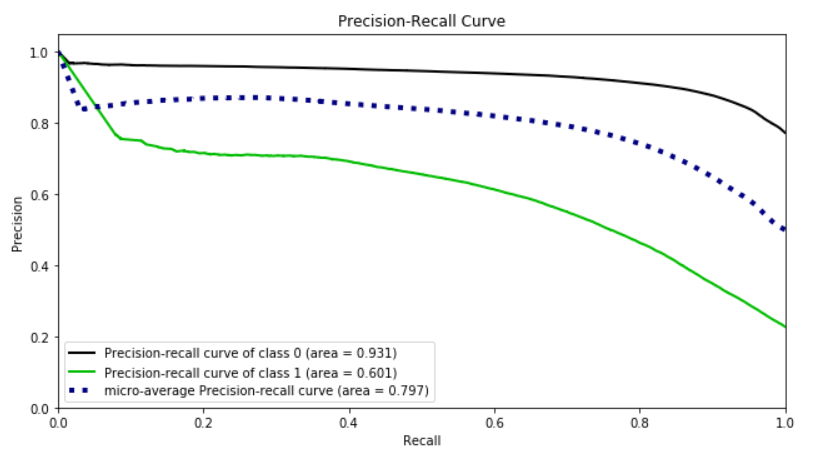 Precision-Recall Curve
1.0
0.8
0.6
0.4
0.2
0.0
Precision
Precision-recall curve of class 0 (area = 0.931)
Precision-recall curve of class 1 (area = 0.601)
micro-average Precision-recall curve (area = 0.797)
0.0 0.2 0.4 0.6 0.8 1.0
Recall